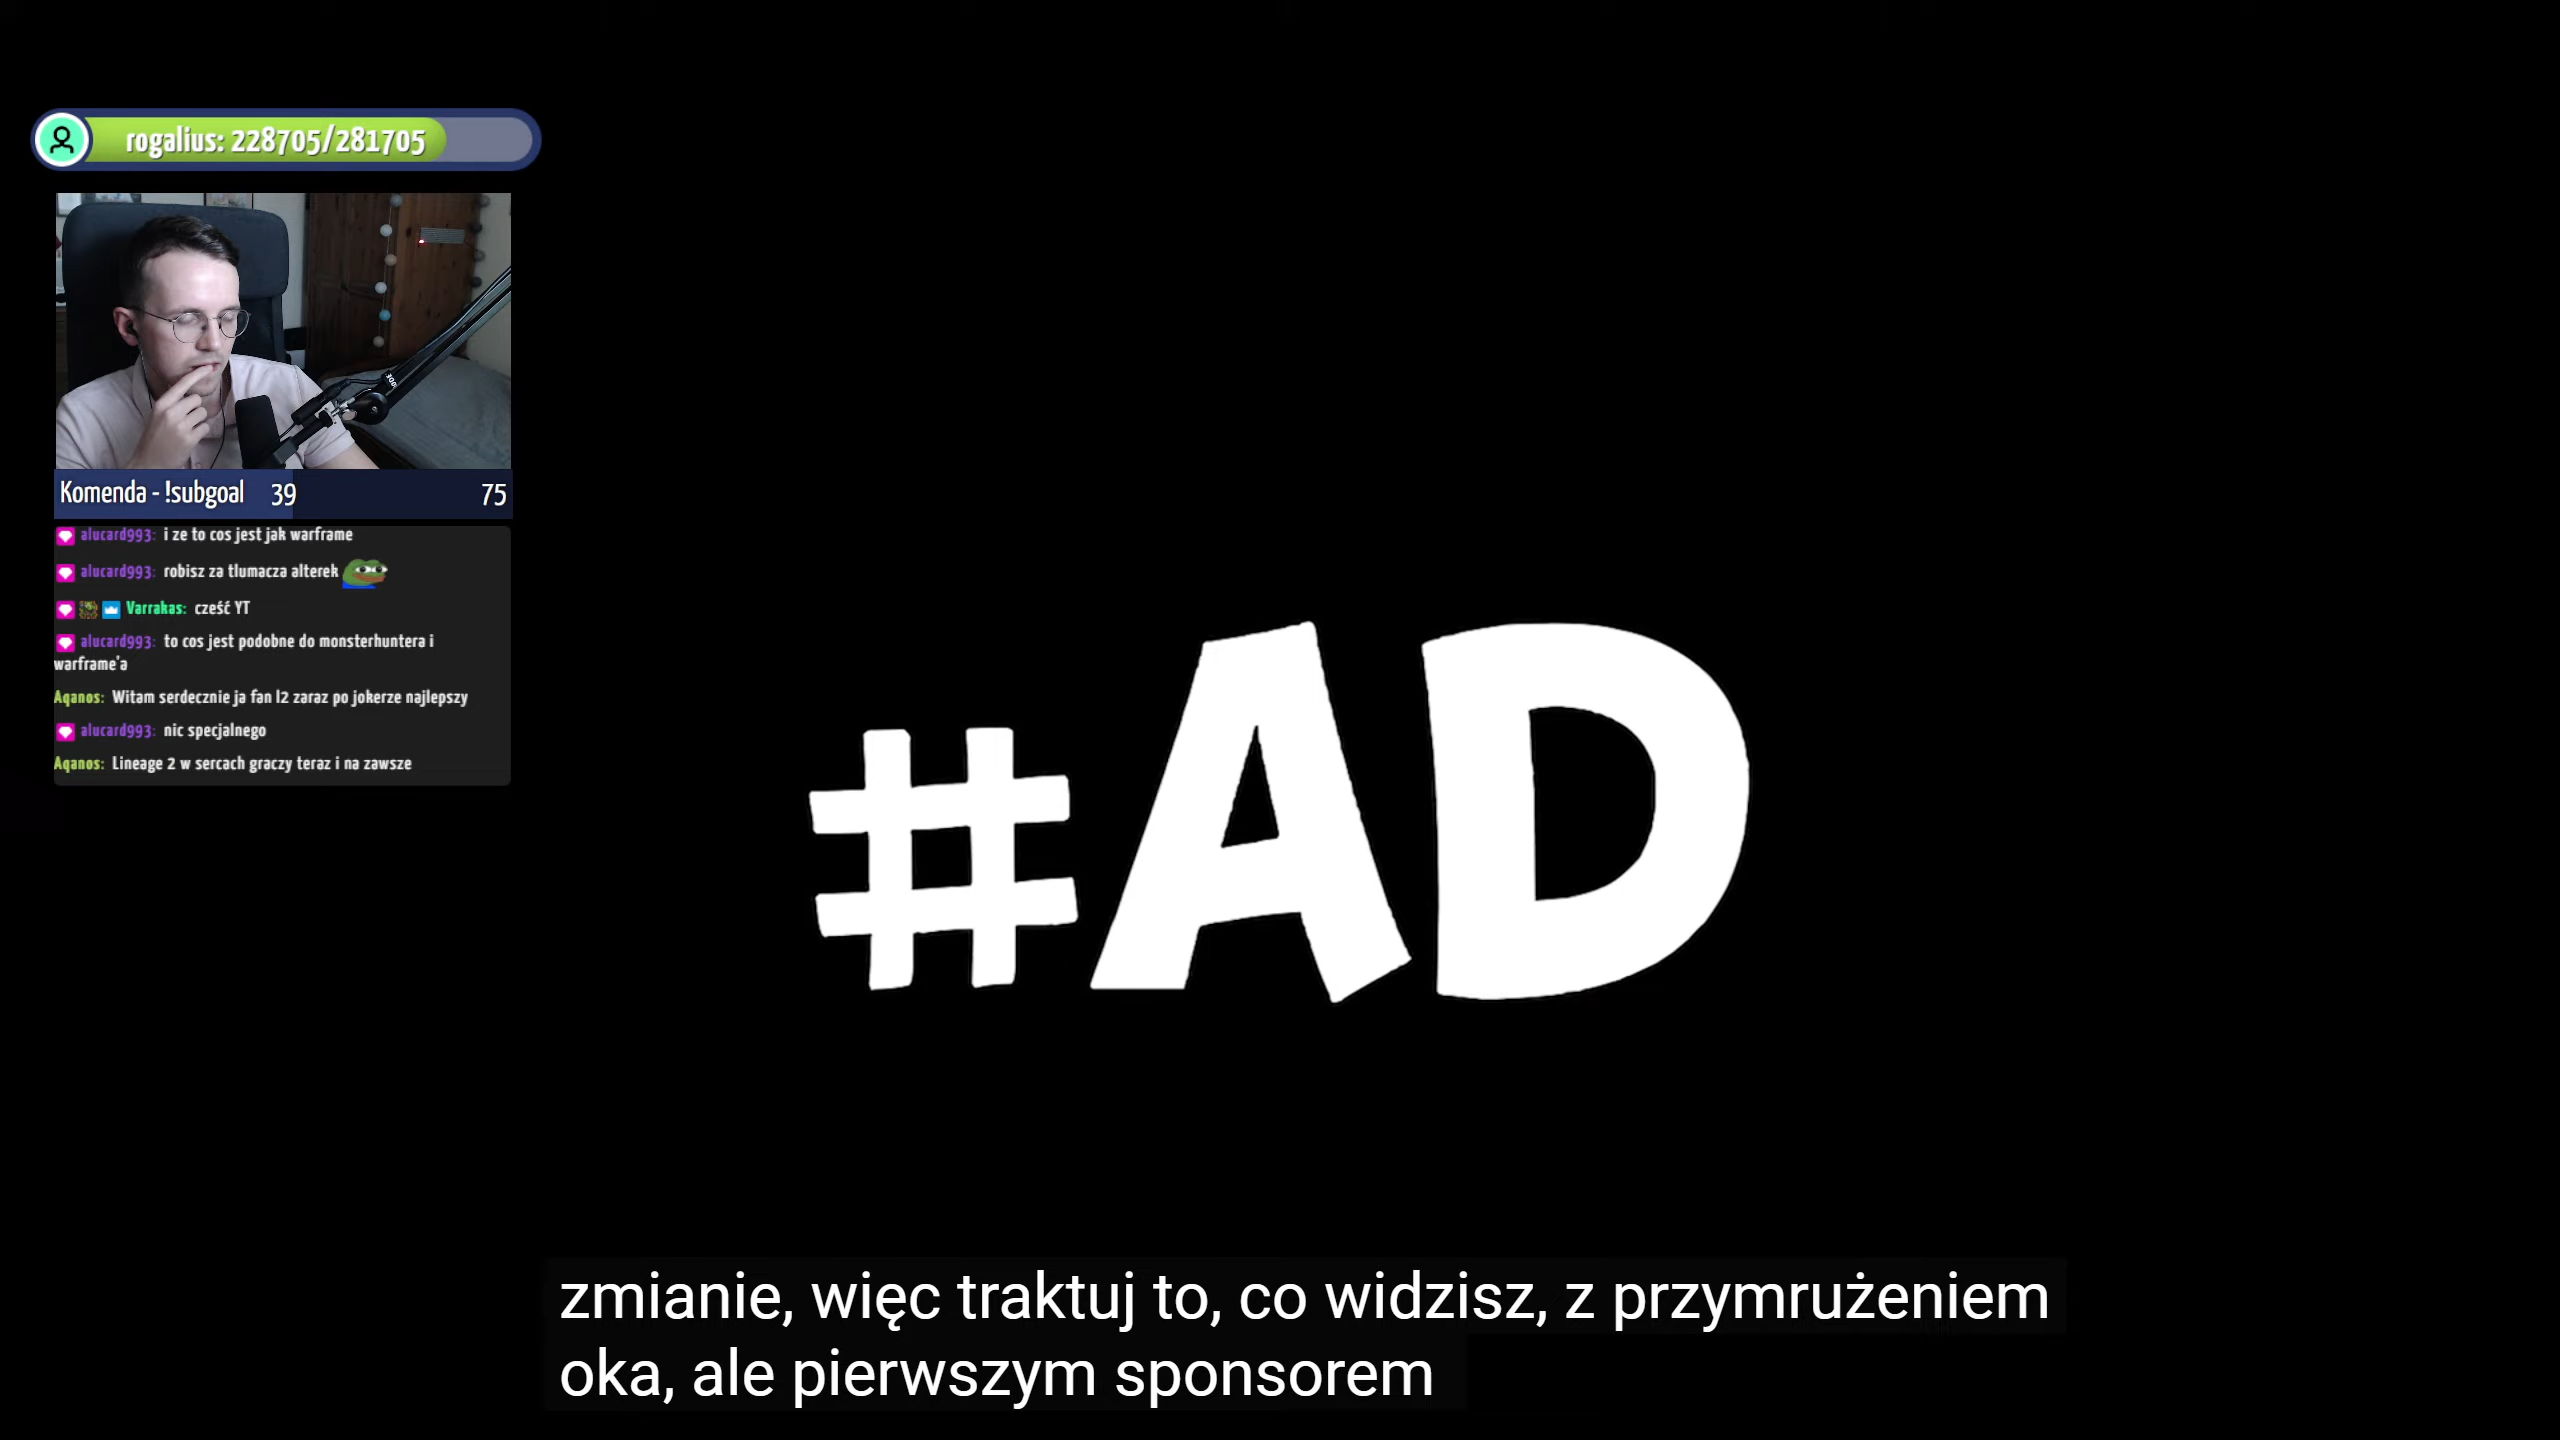 rogalius: 228705/281705
Komenda - !subgoal 39 75
alucard993: i ze to cos jest jak warframe
alucard993: robisz za tlumacza alterek
Varrakas: cześć YT
alucard993: to cos jest podobne do monsterhuntera i
warframe'a
Aqanos: Witam serdecznie ja fan l2 zaraz po jokerze najlepszy
alucard993: nic specjalnego
Aqanos: Lineage 2 w sercach graczy teraz i na zawsze
#AD
zmianie, więc traktuj to, co widzisz, z przymrużeniem
oka, ale pierwszym sponsorem